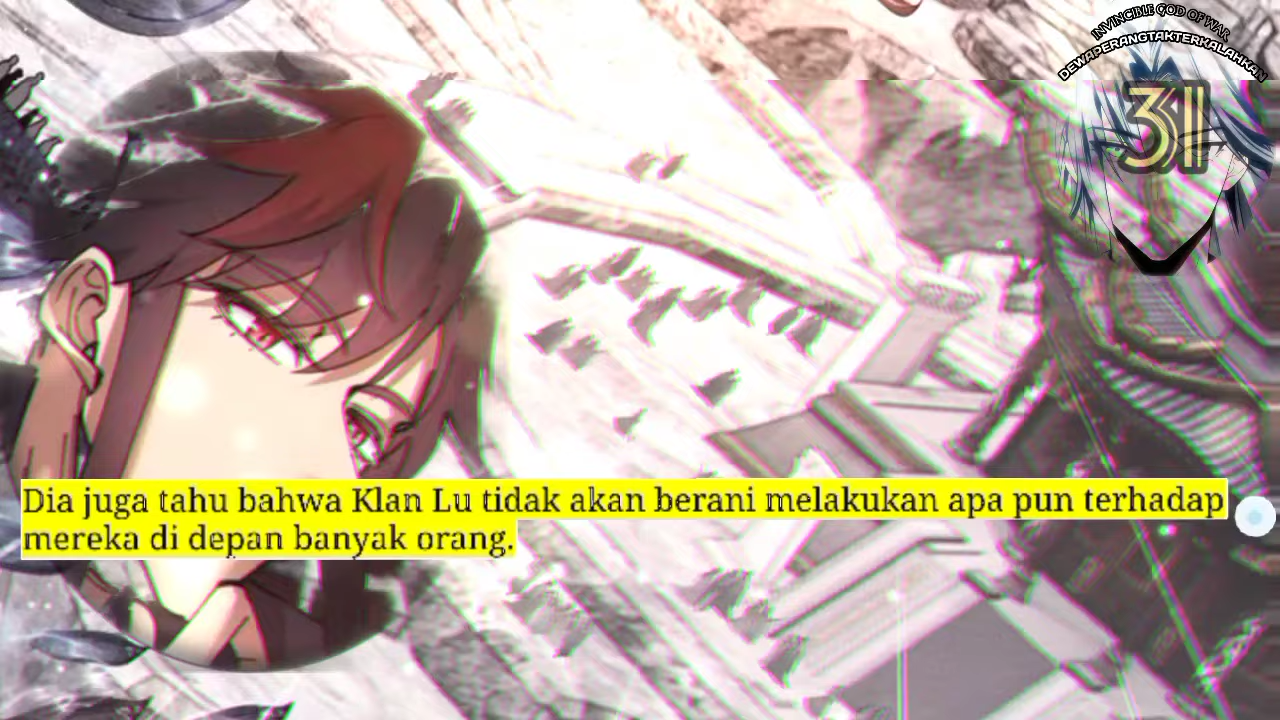 INVINCIBLE GOD OF WAR
DEWAPERANGTAKTERKALAHKAN
31
Dia juga tahu bahwa Klan Lu tidak akan berani melakukan apa pun terhadap
mereka di depan banyak orang.